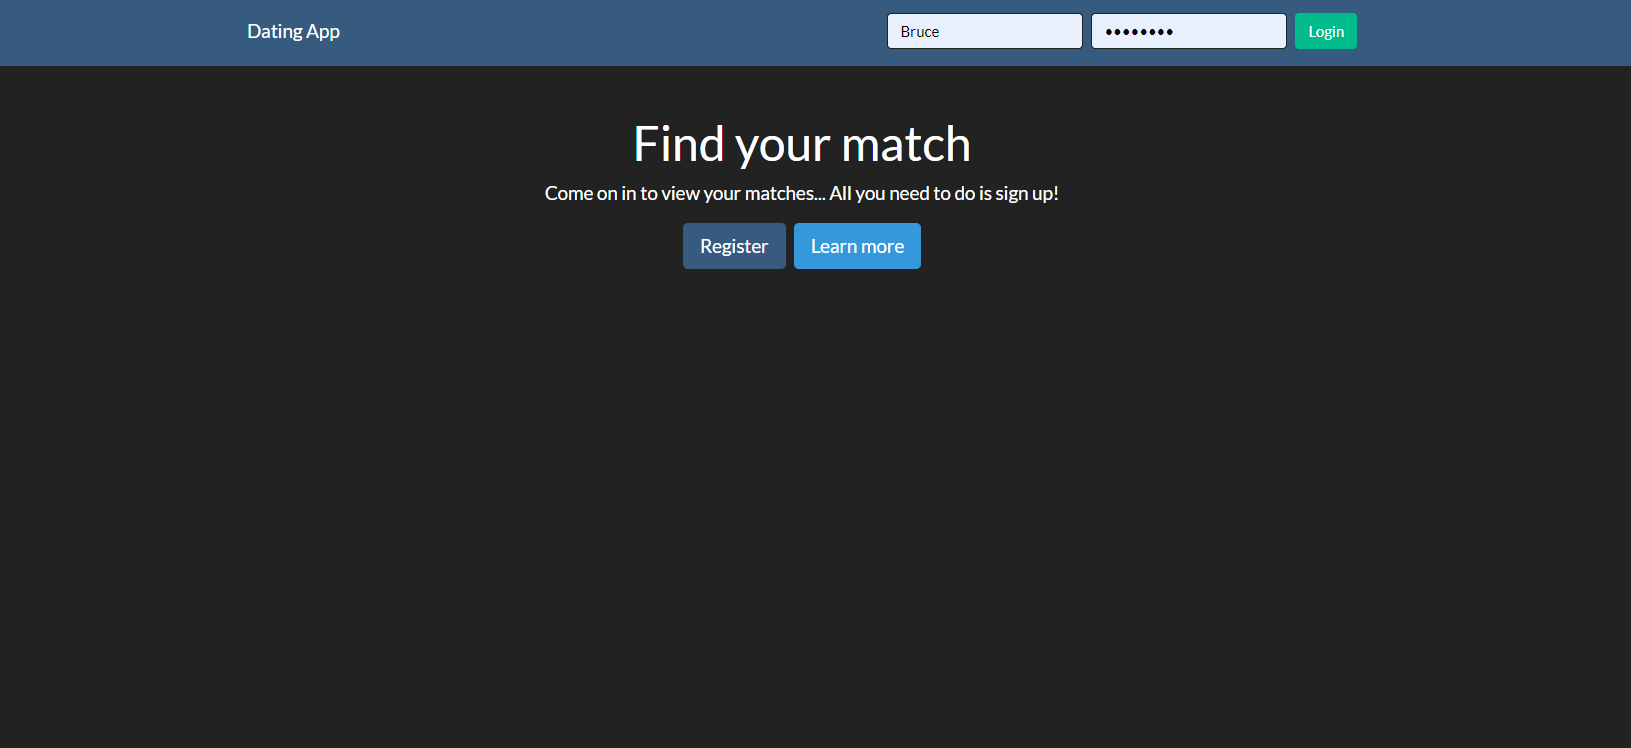 Dating App
Bruce
••••••••
Login
Find your match
Come on in to view your matches... All you need to do is sign up!
Register
Learn more